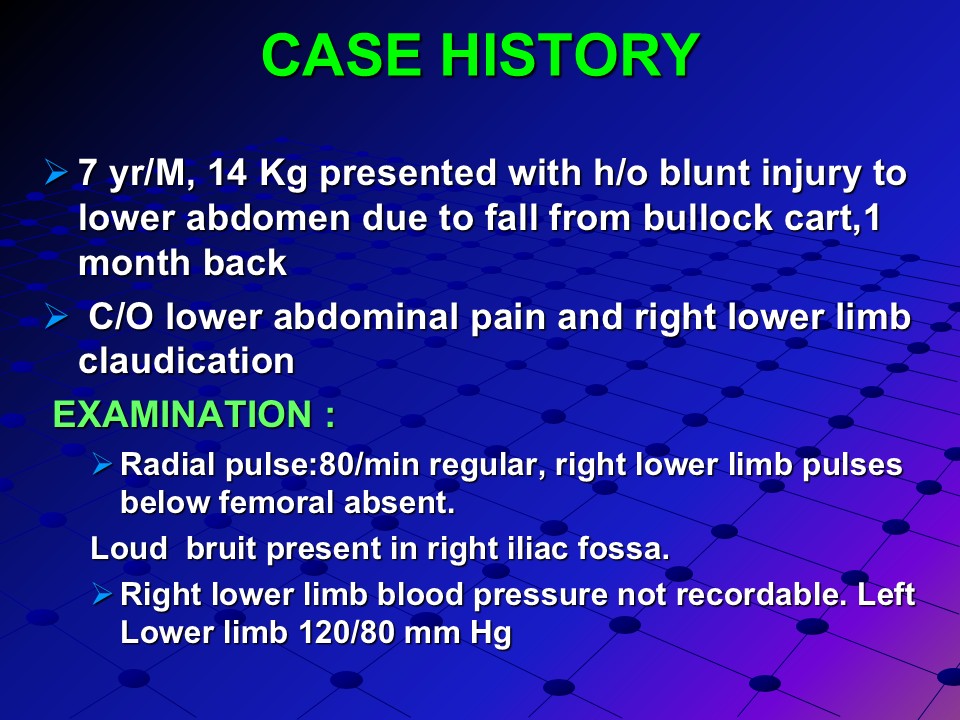 CASE HISTORY
7 yr/M, 14 Kg presented with h/o blunt injury to
lower abdomen due to fall from bullock cart,1
month back
C/O lower abdominal pain and right lower limb
claudication
EXAMINATION :
Radial pulse:80/min regular, right lower limb pulses
below femoral absent.
Loud bruit present in right iliac fossa.
Right lower limb blood pressure not recordable. Left
Lower limb 120/80 mm Hg